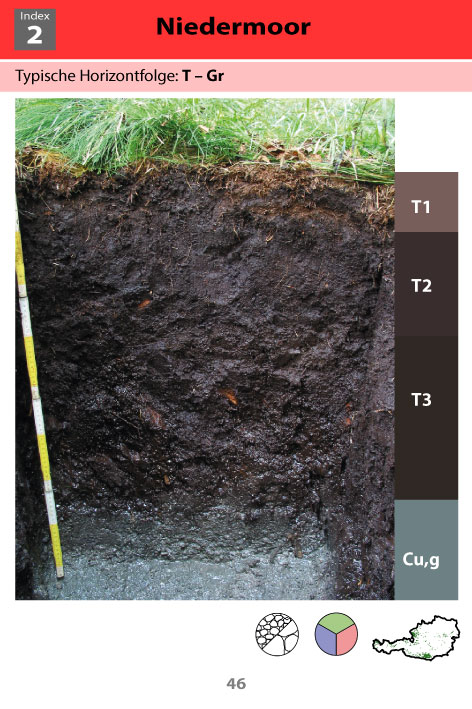 Index
2
Niedermoor
Typische Horizontfolge: T – Gr
T1
T2
T3
Cu,g
46